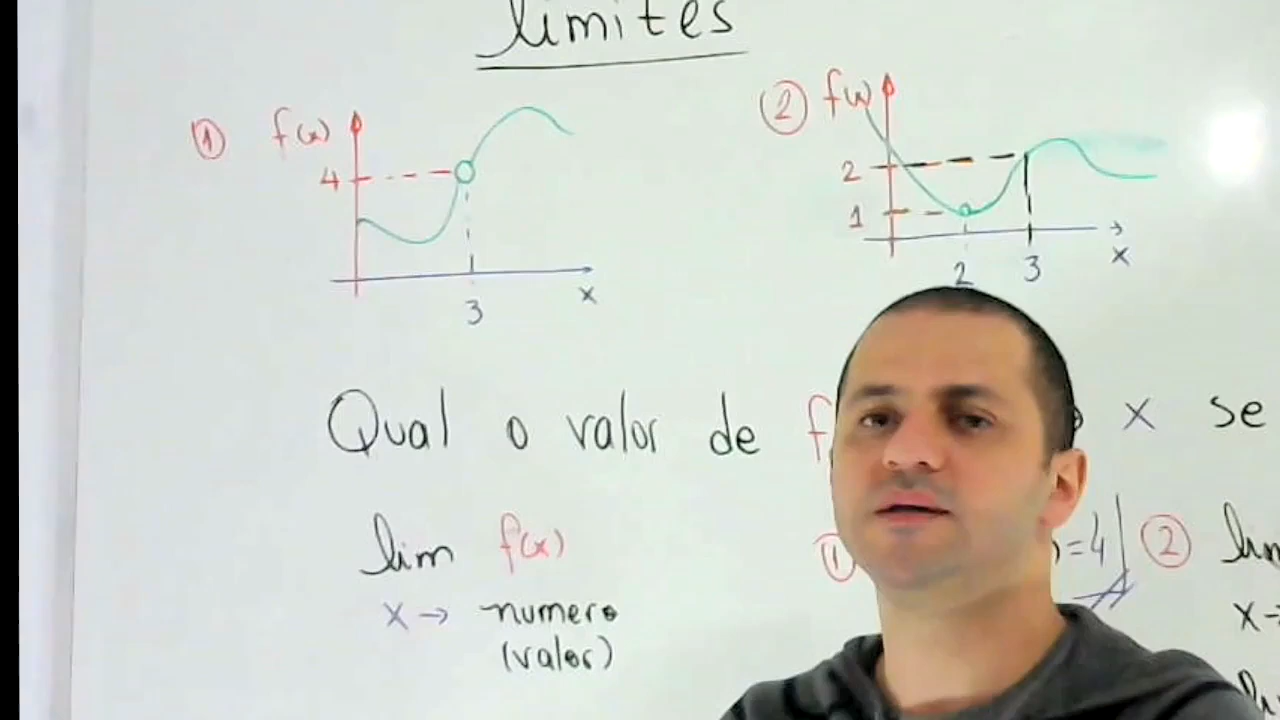 limites
① f(x) 4 3 x
② f(x) 2 1 2 3 x
Qual o valor de f x se
lim f(x) ① =4 ② lim
x → numero x →
(valor)